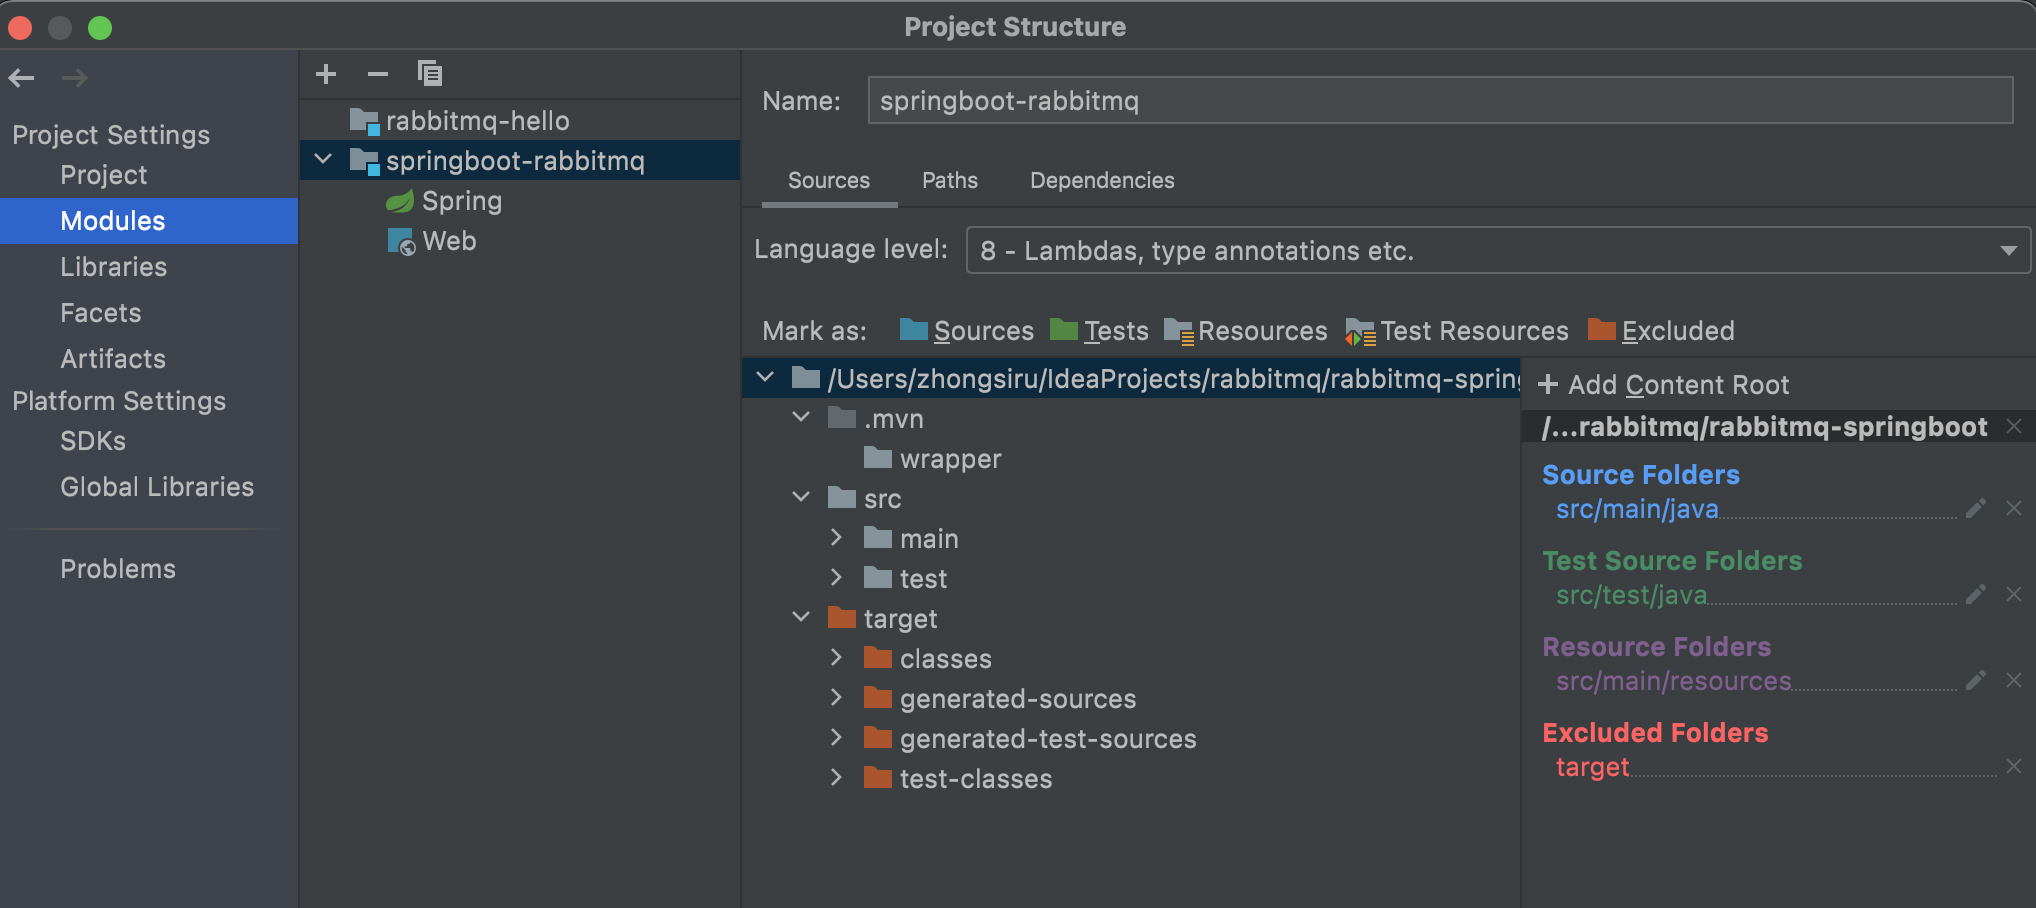 Project Structure
Project Settings
Project
Modules
Libraries
Facets
Artifacts
Platform Settings
SDKs
Global Libraries
Problems
rabbitmq-hello
springboot-rabbitmq
Spring
Web
Name: springboot-rabbitmq
Sources Paths Dependencies
Language level: 8 - Lambdas, type annotations etc.
Mark as: Sources Tests Resources Test Resources Excluded
/Users/zhongsiru/IdeaProjects/rabbitmq/rabbitmq-spring
.mvn
wrapper
src
main
test
target
classes
generated-sources
generated-test-sources
test-classes
+ Add Content Root
/...rabbitmq/rabbitmq-springboot
Source Folders
src/main/java
Test Source Folders
src/test/java
Resource Folders
src/main/resources
Excluded Folders
target